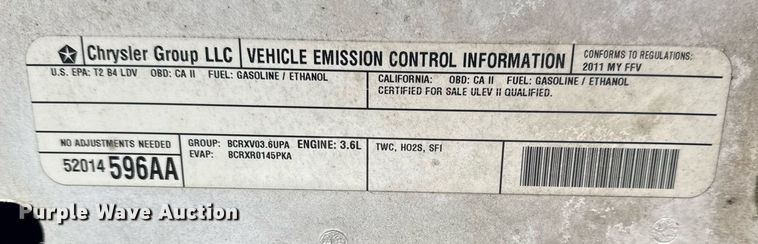 Chrysler Group LLC VEHICLE EMISSION CONTROL INFORMATION
CONFORMS TO REGULATIONS:
2011 MY FFV
U.S. EPA: T2 B4 LDV OBD: CA II FUEL: GASOLINE / ETHANOL
CALIFORNIA: OBD: CA II FUEL: GASOLINE / ETHANOL
CERTIFIED FOR SALE ULEV II QUALIFIED.
NO ADJUSTMENTS NEEDED
52014 596AA
GROUP: BCRXV03.6UPA ENGINE: 3.6L
EVAP: BCRXR0145PKA
TWC, HO2S, SFI
Purple Wave Auction